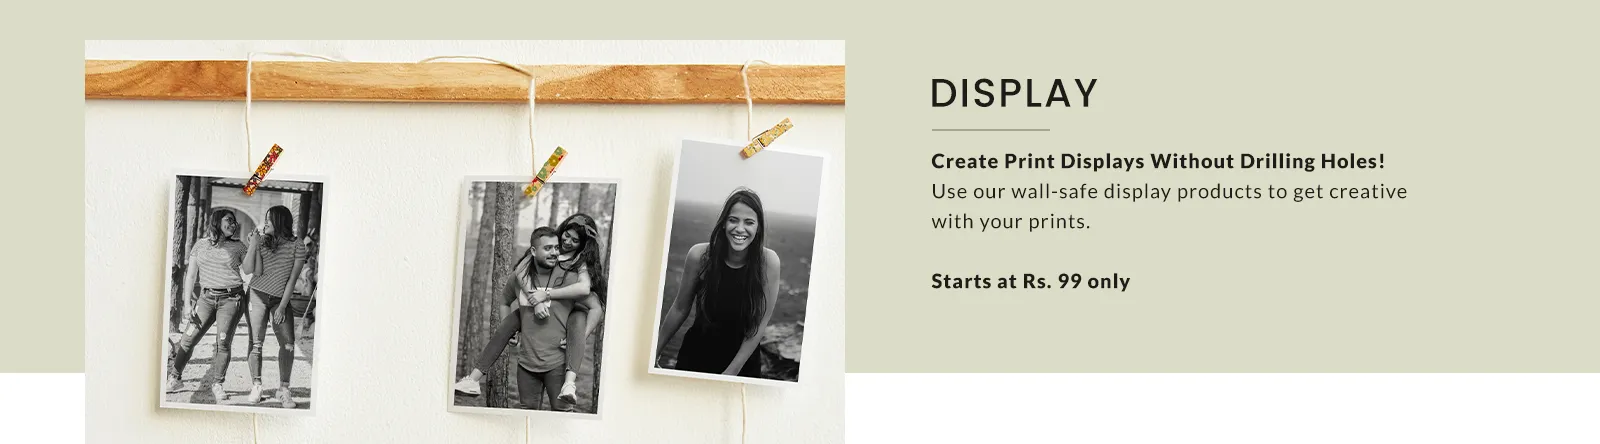 DISPLAY
Create Print Displays Without Drilling Holes!
Use our wall-safe display products to get creative
with your prints.
Starts at Rs. 99 only